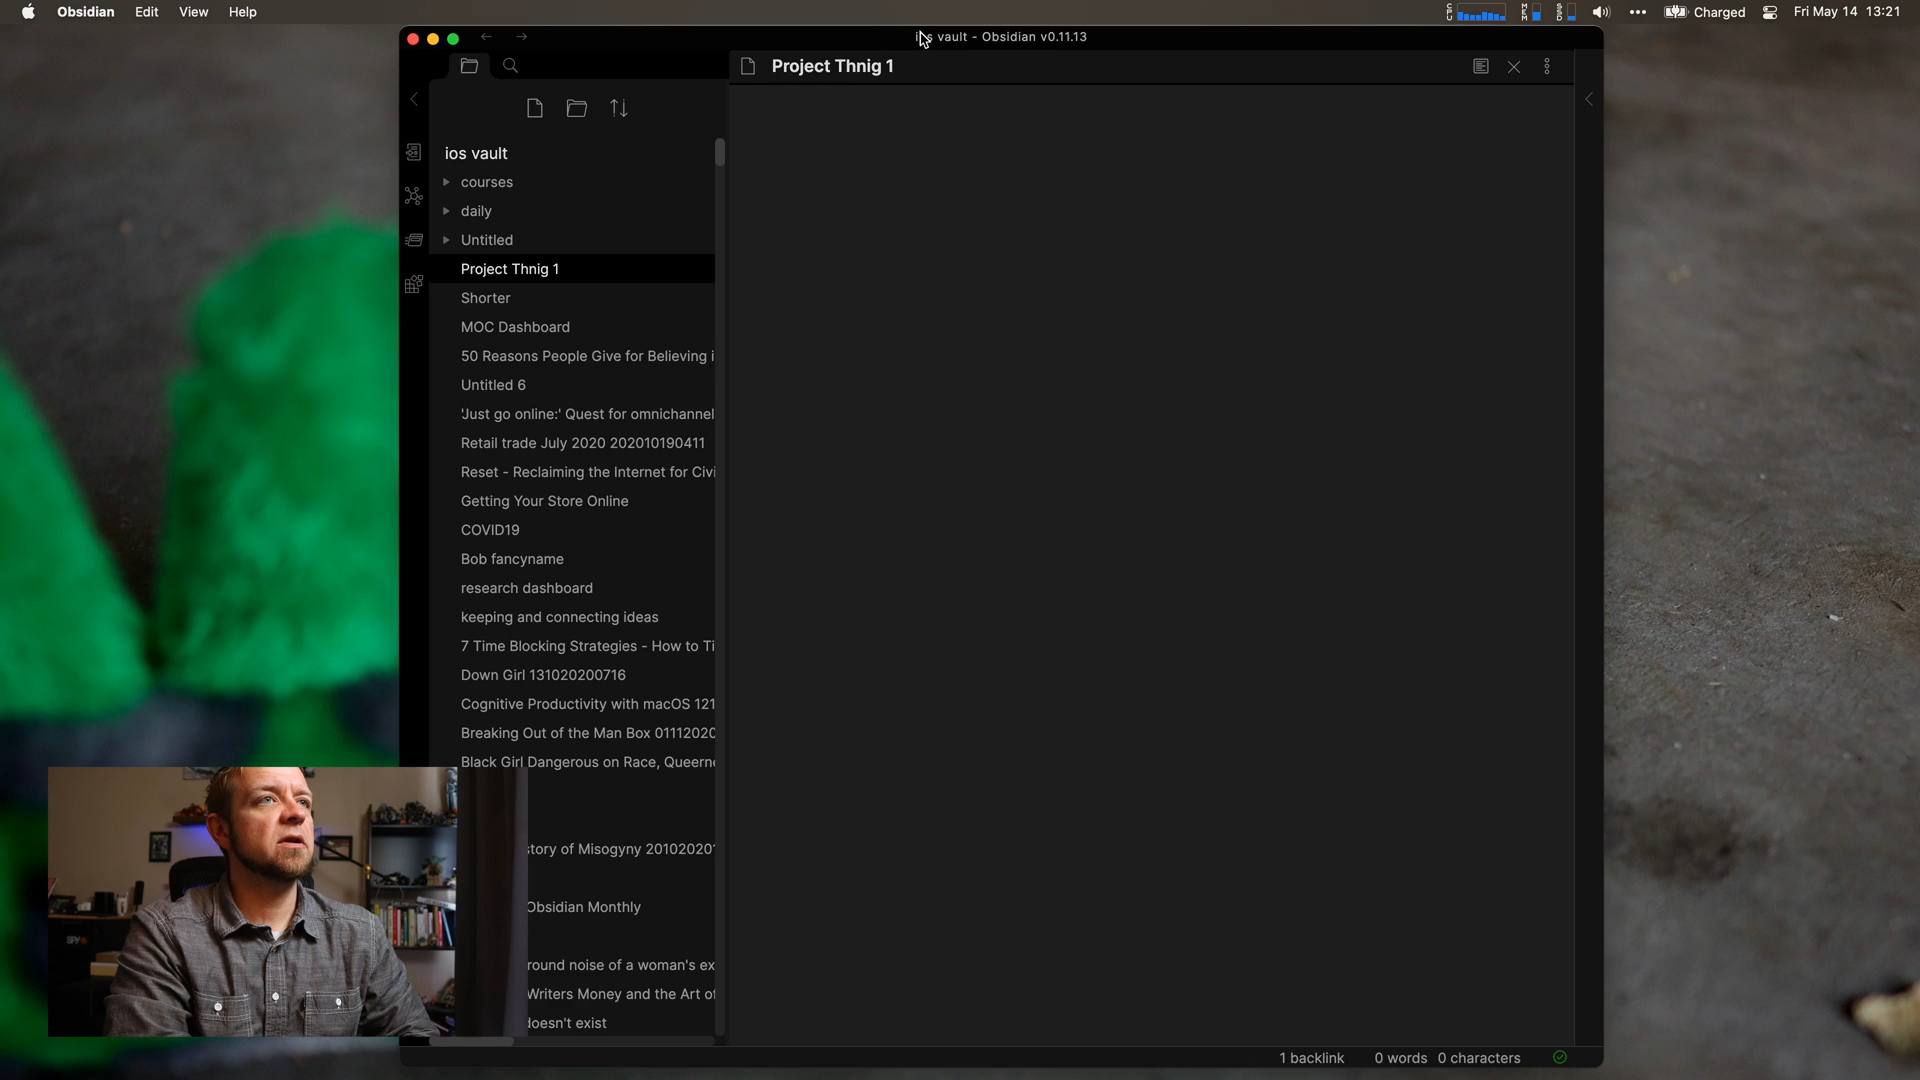 Obsidian Edit View Help
CPU MEM SSD Charged Fri May 14 13:21
vault - Obsidian v0.11.13
Project Thnig 1
ios vault
courses
daily
Untitled
Project Thnig 1
Shorter
MOC Dashboard
50 Reasons People Give for Believing i
Untitled 6
'Just go online:' Quest for omnichannel
Retail trade July 2020 202010190411
Reset - Reclaiming the Internet for Civi
Getting Your Store Online
COVID19
Bob fancyname
research dashboard
keeping and connecting ideas
7 Time Blocking Strategies - How to Ti
Down Girl 131020200716
Cognitive Productivity with macOS 121
Breaking Out of the Man Box 01112020
Black Girl Dangerous on Race, Queerne
story of Misogyny 20102020
Obsidian Monthly
round noise of a woman's ex
Writers Money and the Art of
doesn't exist
1 backlink 0 words 0 characters